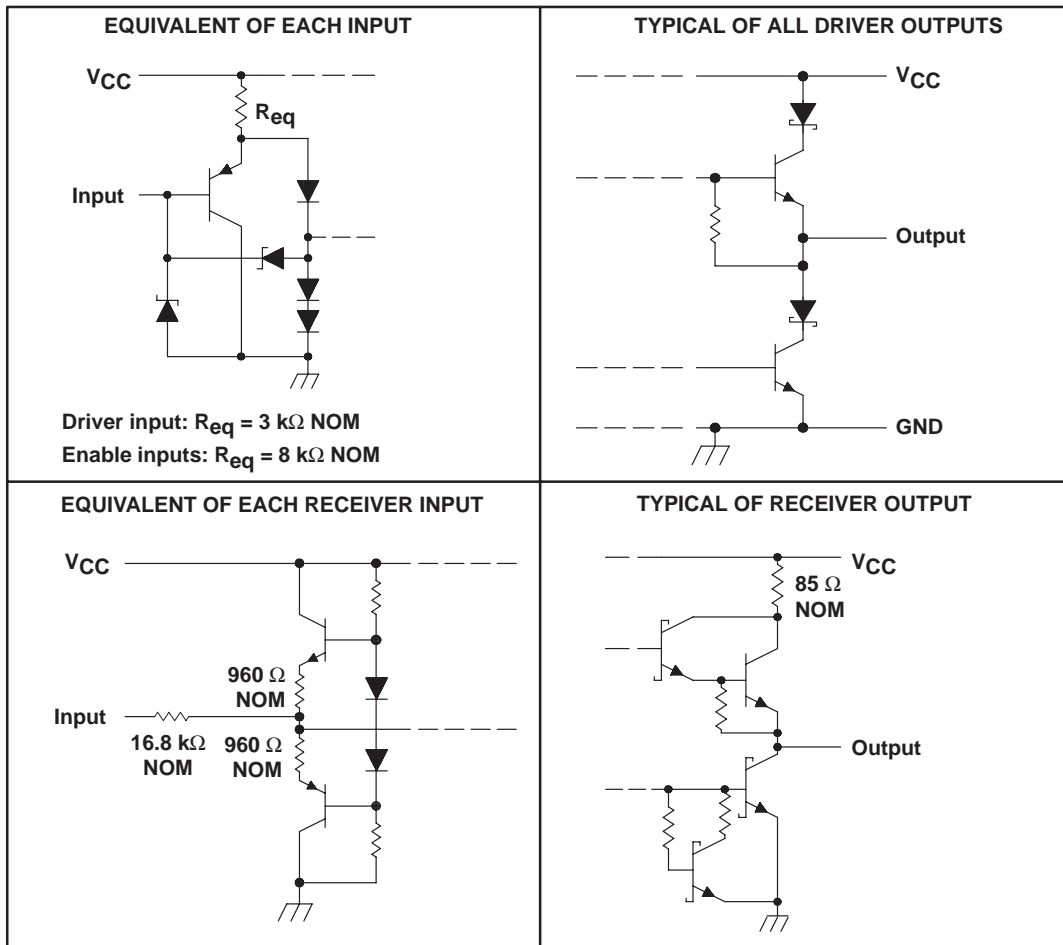 EQUIVALENT OF EACH INPUT
VCC
Req
Input
Driver input: Req = 3 kΩ NOM
Enable inputs: Req = 8 kΩ NOM
TYPICAL OF ALL DRIVER OUTPUTS
VCC
Output
GND
EQUIVALENT OF EACH RECEIVER INPUT
VCC
960 Ω
NOM
Input
16.8 kΩ
NOM
960 Ω
NOM
TYPICAL OF RECEIVER OUTPUT
VCC
85 Ω
NOM
Output